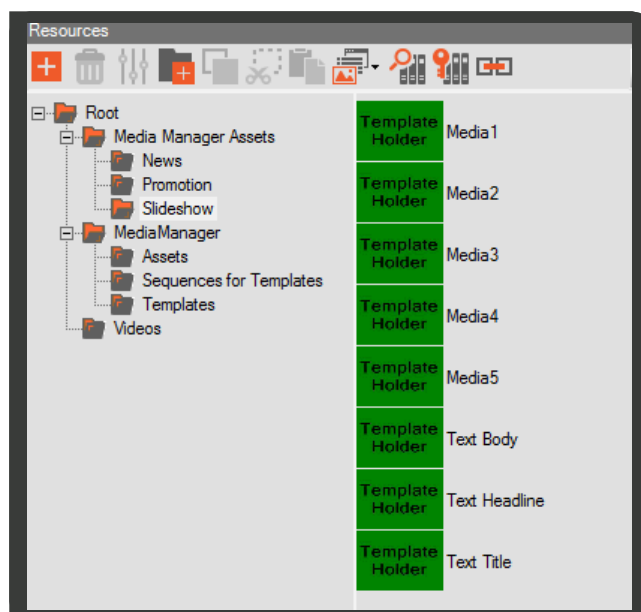 Resources
Root
Media Manager Assets
News
Promotion
Slideshow
MediaManager
Assets
Sequences for Templates
Templates
Videos
Template
Holder
Media1
Template
Holder
Media2
Template
Holder
Media3
Template
Holder
Media4
Template
Holder
Media5
Template
Holder
Text Body
Template
Holder
Text Headline
Template
Holder
Text Title